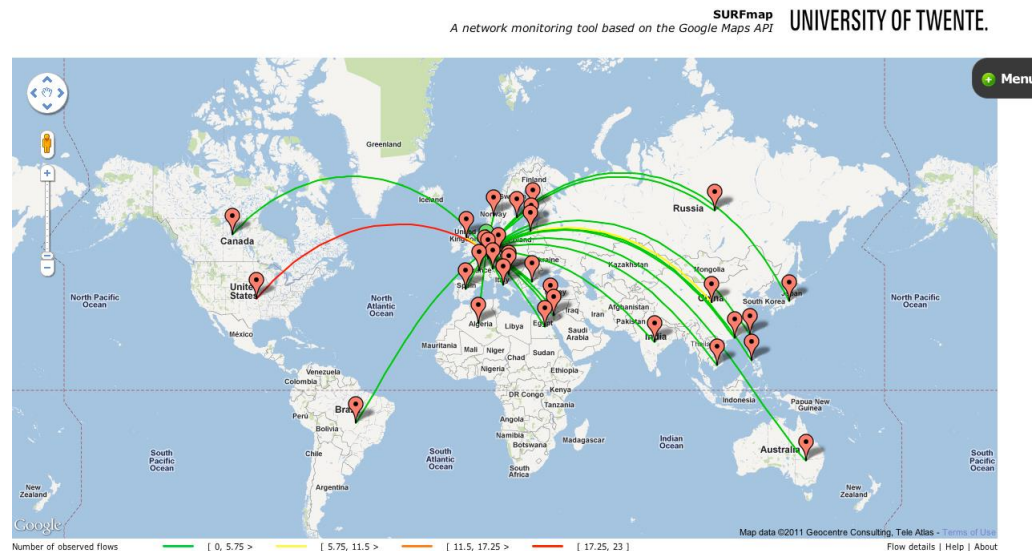 SURFmap
A network monitoring tool based on the Google Maps API
UNIVERSITY OF TWENTE.
Menu
Greenland
Iceland
Finland
Norway
Russia
Canada
United
Kingdom
Ukraine
Kazakhstan
Mongolia
China
South Korea
Japan
United
States
North Pacific
Ocean
North
Atlantic
Ocean
North Pacific
Ocean
Spain
Italy
Afghanistan
Iraq
Iran
Pakistan
India
Algeria
Libya
Egypt
Saudi
Arabia
México
Mauritania
Mali
Niger
Chad
Sudan
Nigeria
Ethiopia
Venezuela
Colombia
DR Congo
Kenya
Tanzania
Indonesia
Papua New
Guinea
Brazil
Perú
Bolivia
Angola
Namibia
Botswana
Madagascar
Chile
South
Pacific
Ocean
South
Atlantic
Ocean
Indian
Ocean
Australia
South
Pacific
Ocean
South
Africa
Argentina
New
Zealand
New
Zealand
Google
Map data ©2011 Geocentre Consulting, Tele Atlas - Terms of Use
Number of observed flows [ 0, 5.75 > [ 5.75, 11.5 > [ 11.5, 17.25 > [ 17.25, 23 ] Flow details | Help | About